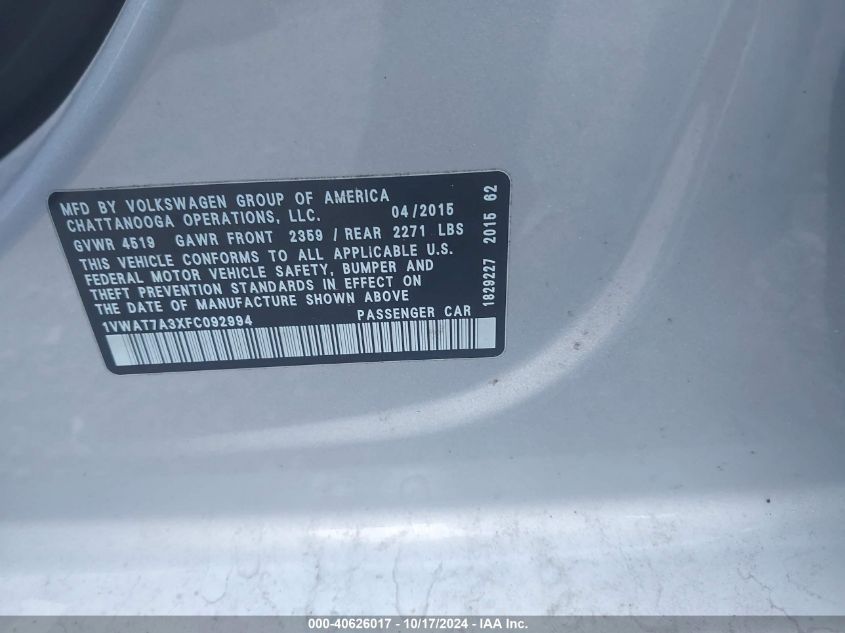 MFD BY VOLKSWAGEN GROUP OF AMERICA
CHATTANOOGA OPERATIONS, LLC. 04/2015
GVWR 4519 GAWR FRONT 2359 / REAR 2271 LBS
THIS VEHICLE CONFORMS TO ALL APPLICABLE U.S.
FEDERAL MOTOR VEHICLE SAFETY, BUMPER AND
THEFT PREVENTION STANDARDS IN EFFECT ON
THE DATE OF MANUFACTURE SHOWN ABOVE
1VWAT7A3XFC092994 PASSENGER CAR
1829227 2015 62
000-40626017 - 10/17/2024 - IAA Inc.